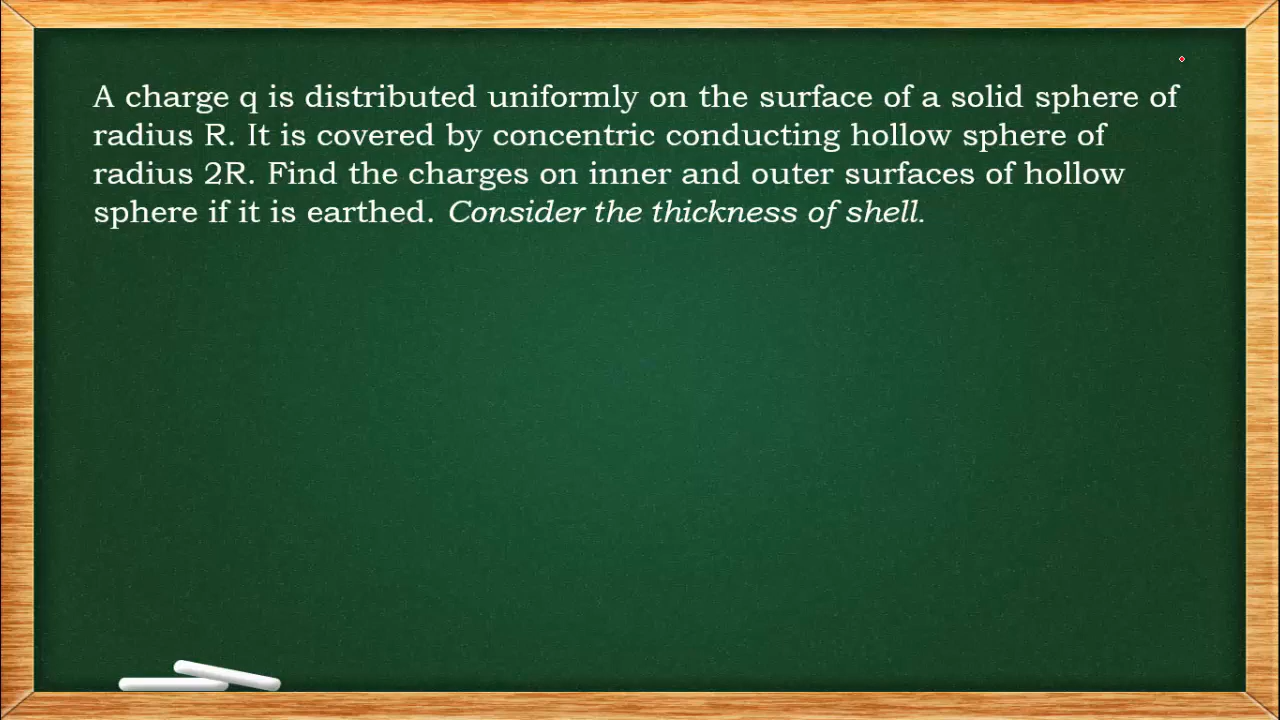 A charge q is distributed uniformly on the surface of a solid sphere of
radius R. It is covered by concentric conducting hollow sphere of
radius 2R. Find the charges on inner and outer surfaces of hollow
sphere if it is earthed. Consider the thickness of shell.